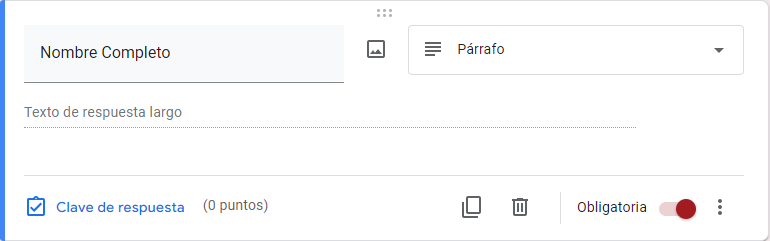 Nombre Completo
Párrafo
Texto de respuesta largo
Clave de respuesta (0 puntos) Obligatoria